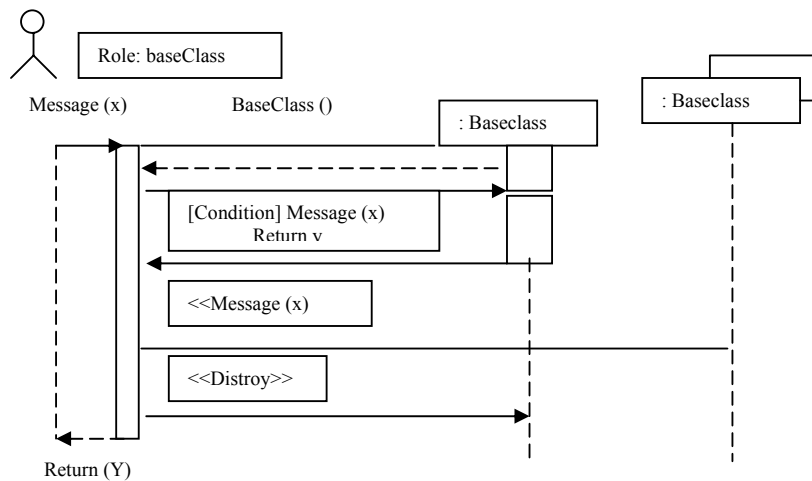 Role: baseClass
Message (x)
BaseClass ()
: Baseclass
: Baseclass
[Condition] Message (x)
Return y
<<Message (x)
<<Distroy>>
Return (Y)